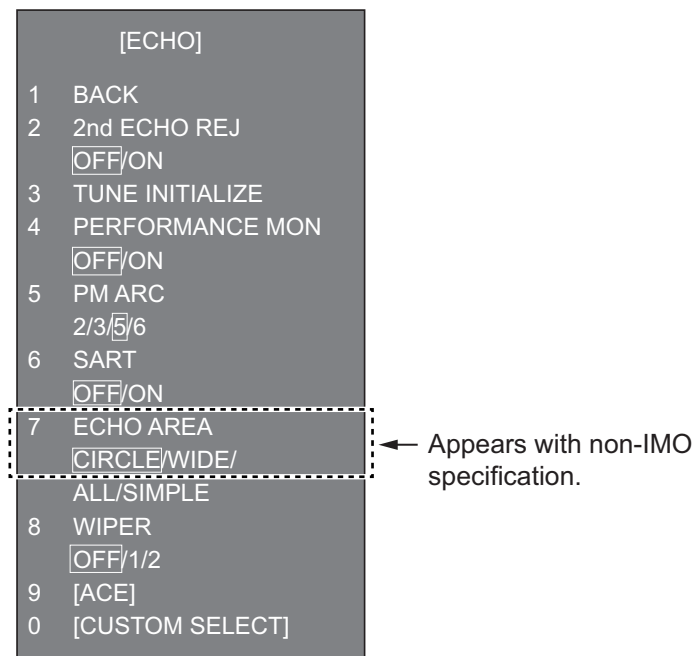 [ECHO]
1 BACK
2 2nd ECHO REJ
OFF/ON
3 TUNE INITIALIZE
4 PERFORMANCE MON
OFF/ON
5 PM ARC
2/3/5/6
6 SART
OFF/ON
7 ECHO AREA
CIRCLE/WIDE/
ALL/SIMPLE
8 WIPER
OFF/1/2
9 [ACE]
0 [CUSTOM SELECT]
Appears with non-IMO
specification.